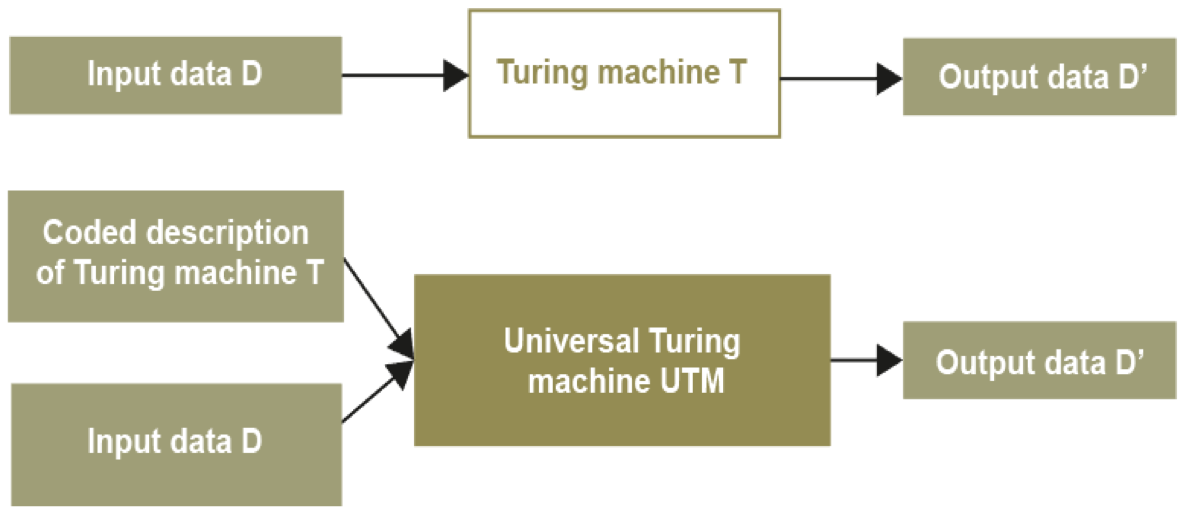 Input data D
Turing machine T
Output data D’
Coded description
of Turing machine T
Input data D
Universal Turing
machine UTM
Output data D’